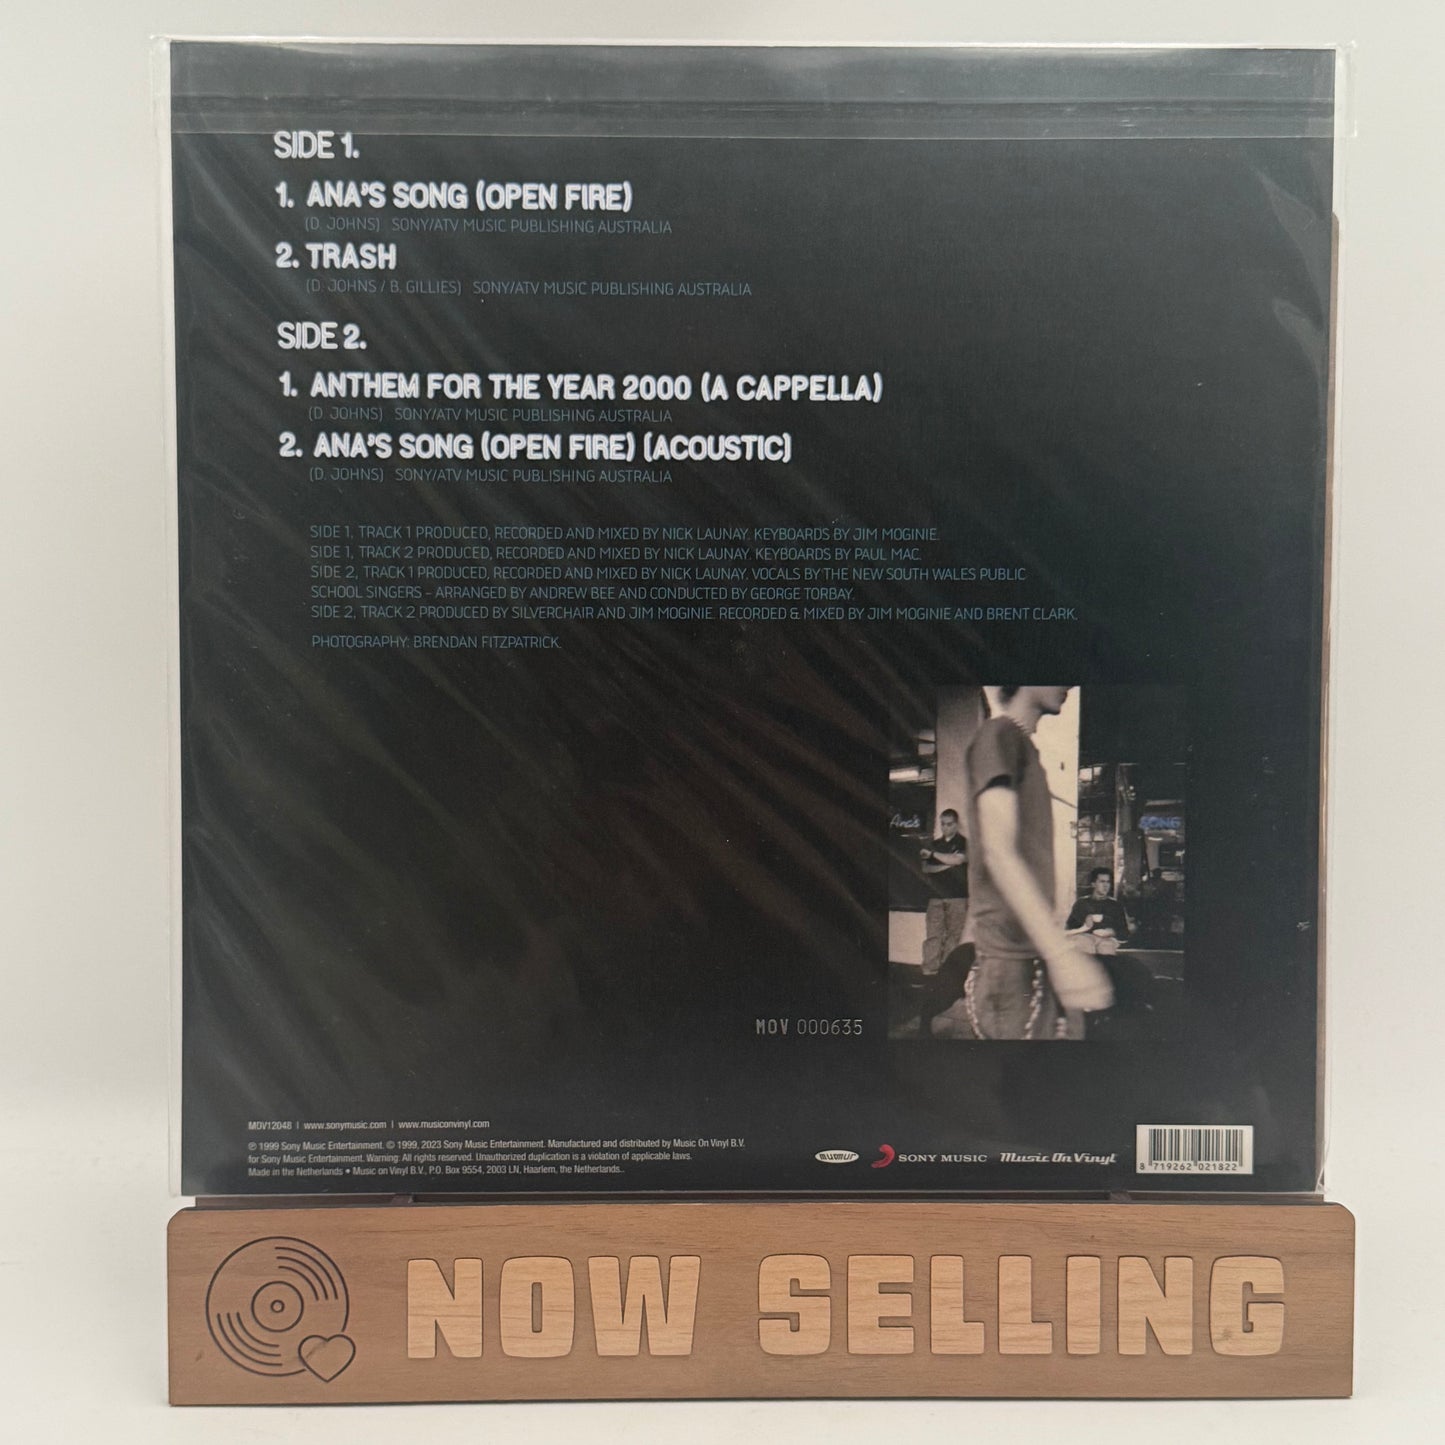 SIDE 1.
1. ANA'S SONG (OPEN FIRE)
(D. JOHNS) SONY/ATV MUSIC PUBLISHING AUSTRALIA
2. TRASH
(D. JOHNS / B. GILLIES) SONY/ATV MUSIC PUBLISHING AUSTRALIA
SIDE 2.
1. ANTHEM FOR THE YEAR 2000 (A CAPPELLA)
(D. JOHNS) SONY/ATV MUSIC PUBLISHING AUSTRALIA
2. ANA'S SONG (OPEN FIRE) (ACOUSTIC)
(D. JOHNS) SONY/ATV MUSIC PUBLISHING AUSTRALIA
SIDE 1, TRACK 1 PRODUCED, RECORDED AND MIXED BY NICK LAUNAY. KEYBOARDS BY JIM MOGINIE.
SIDE 1, TRACK 2 PRODUCED, RECORDED AND MIXED BY NICK LAUNAY. KEYBOARDS BY PAUL MAC.
SIDE 2, TRACK 1 PRODUCED, RECORDED AND MIXED BY NICK LAUNAY. VOCALS BY THE NEW SOUTH WALES PUBLIC
SCHOOL SINGERS - ARRANGED BY ANDREW BEE AND CONDUCTED BY GEORGE TORBAY.
SIDE 2, TRACK 2 PRODUCED BY SILVERCHAIR AND JIM MOGINIE. RECORDED & MIXED BY JIM MOGINIE AND BRENT CLARK.
PHOTOGRAPHY: BRENDAN FITZPATRICK.
Ana's SONG
MOV 000635
MOV12048 | www.sonymusic.com | www.musiconvinyl.com
℗ 1999 Sony Music Entertainment. © 1999, 2023 Sony Music Entertainment. Manufactured and distributed by Music On Vinyl B.V.
for Sony Music Entertainment. Warning: All rights reserved. Unauthorized duplication is a violation of applicable laws.
Made in the Netherlands • Music on Vinyl B.V., P.O. Box 9554, 2003 LN, Haarlem, the Netherlands..
murmur SONY MUSIC Music On Vinyl
8 719262 021822
NOW SELLING